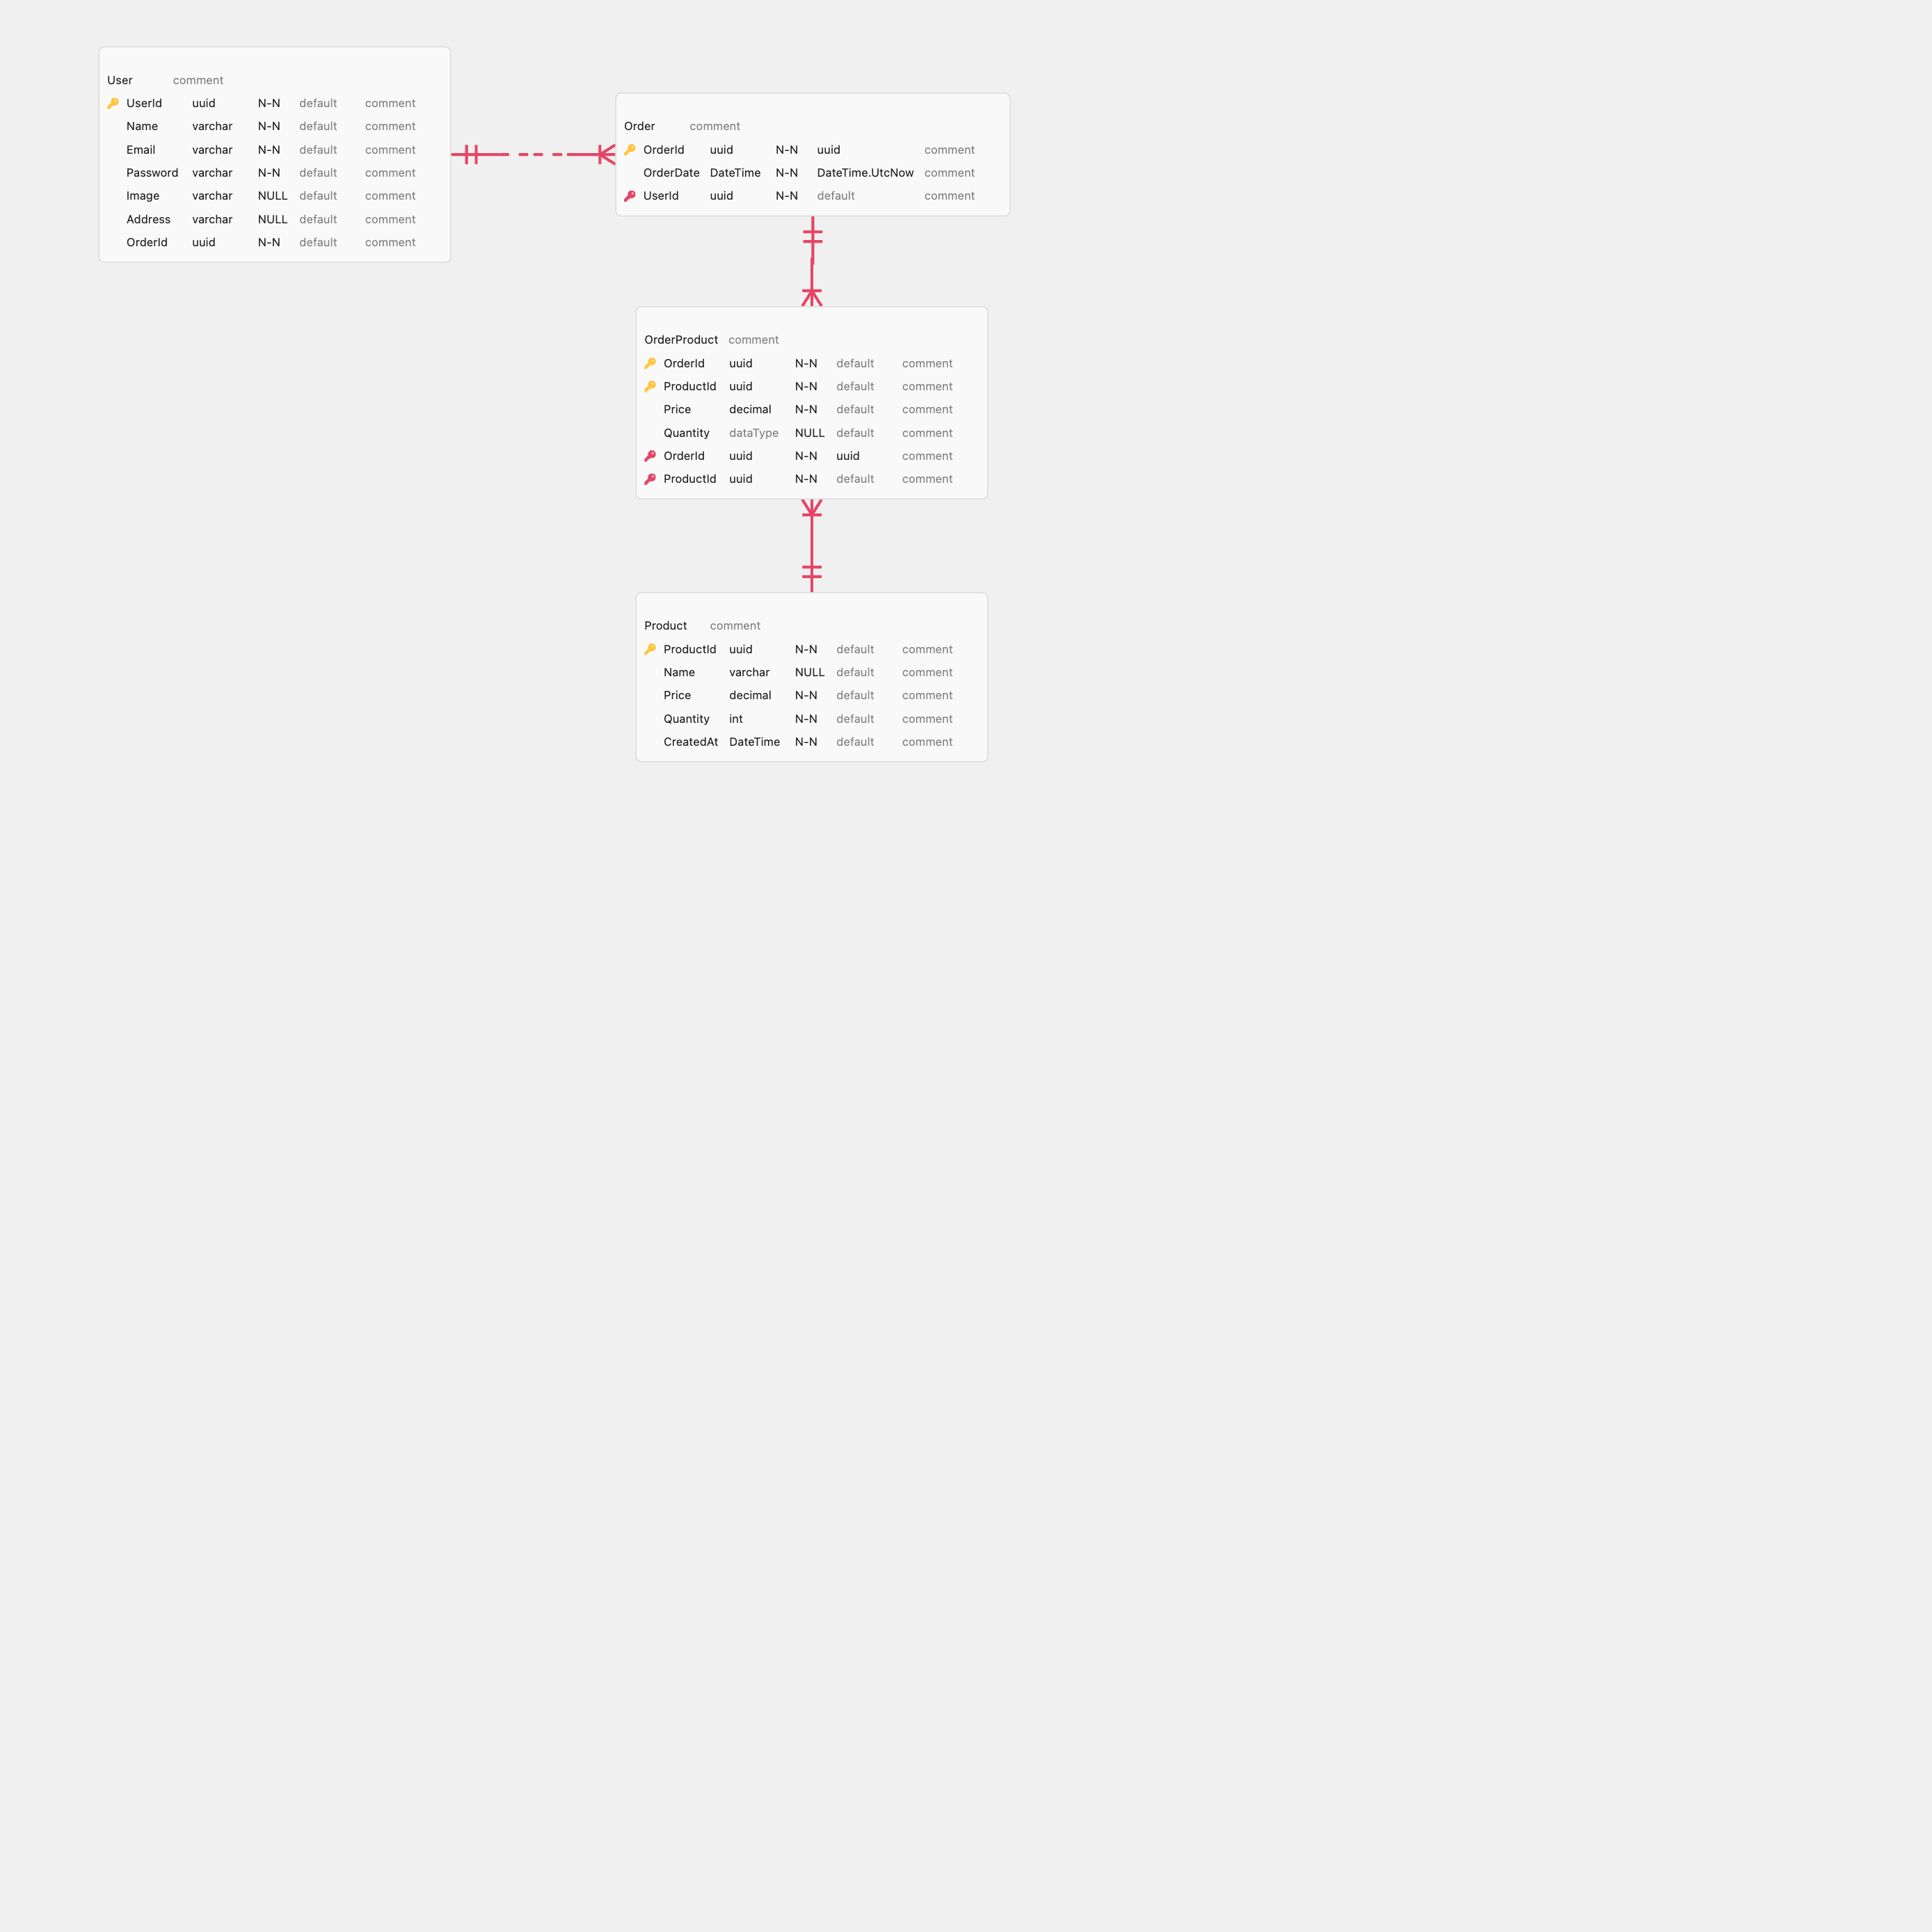 User comment
UserId uuid N-N default comment
Name varchar N-N default comment
Email varchar N-N default comment
Password varchar N-N default comment
Image varchar NULL default comment
Address varchar NULL default comment
OrderId uuid N-N default comment
Order comment
OrderId uuid N-N uuid comment
OrderDate DateTime N-N DateTime.UtcNow comment
UserId uuid N-N default comment
OrderProduct comment
OrderId uuid N-N default comment
ProductId uuid N-N default comment
Price decimal N-N default comment
Quantity dataType NULL default comment
OrderId uuid N-N uuid comment
ProductId uuid N-N default comment
Product comment
ProductId uuid N-N default comment
Name varchar NULL default comment
Price decimal N-N default comment
Quantity int N-N default comment
CreatedAt DateTime N-N default comment